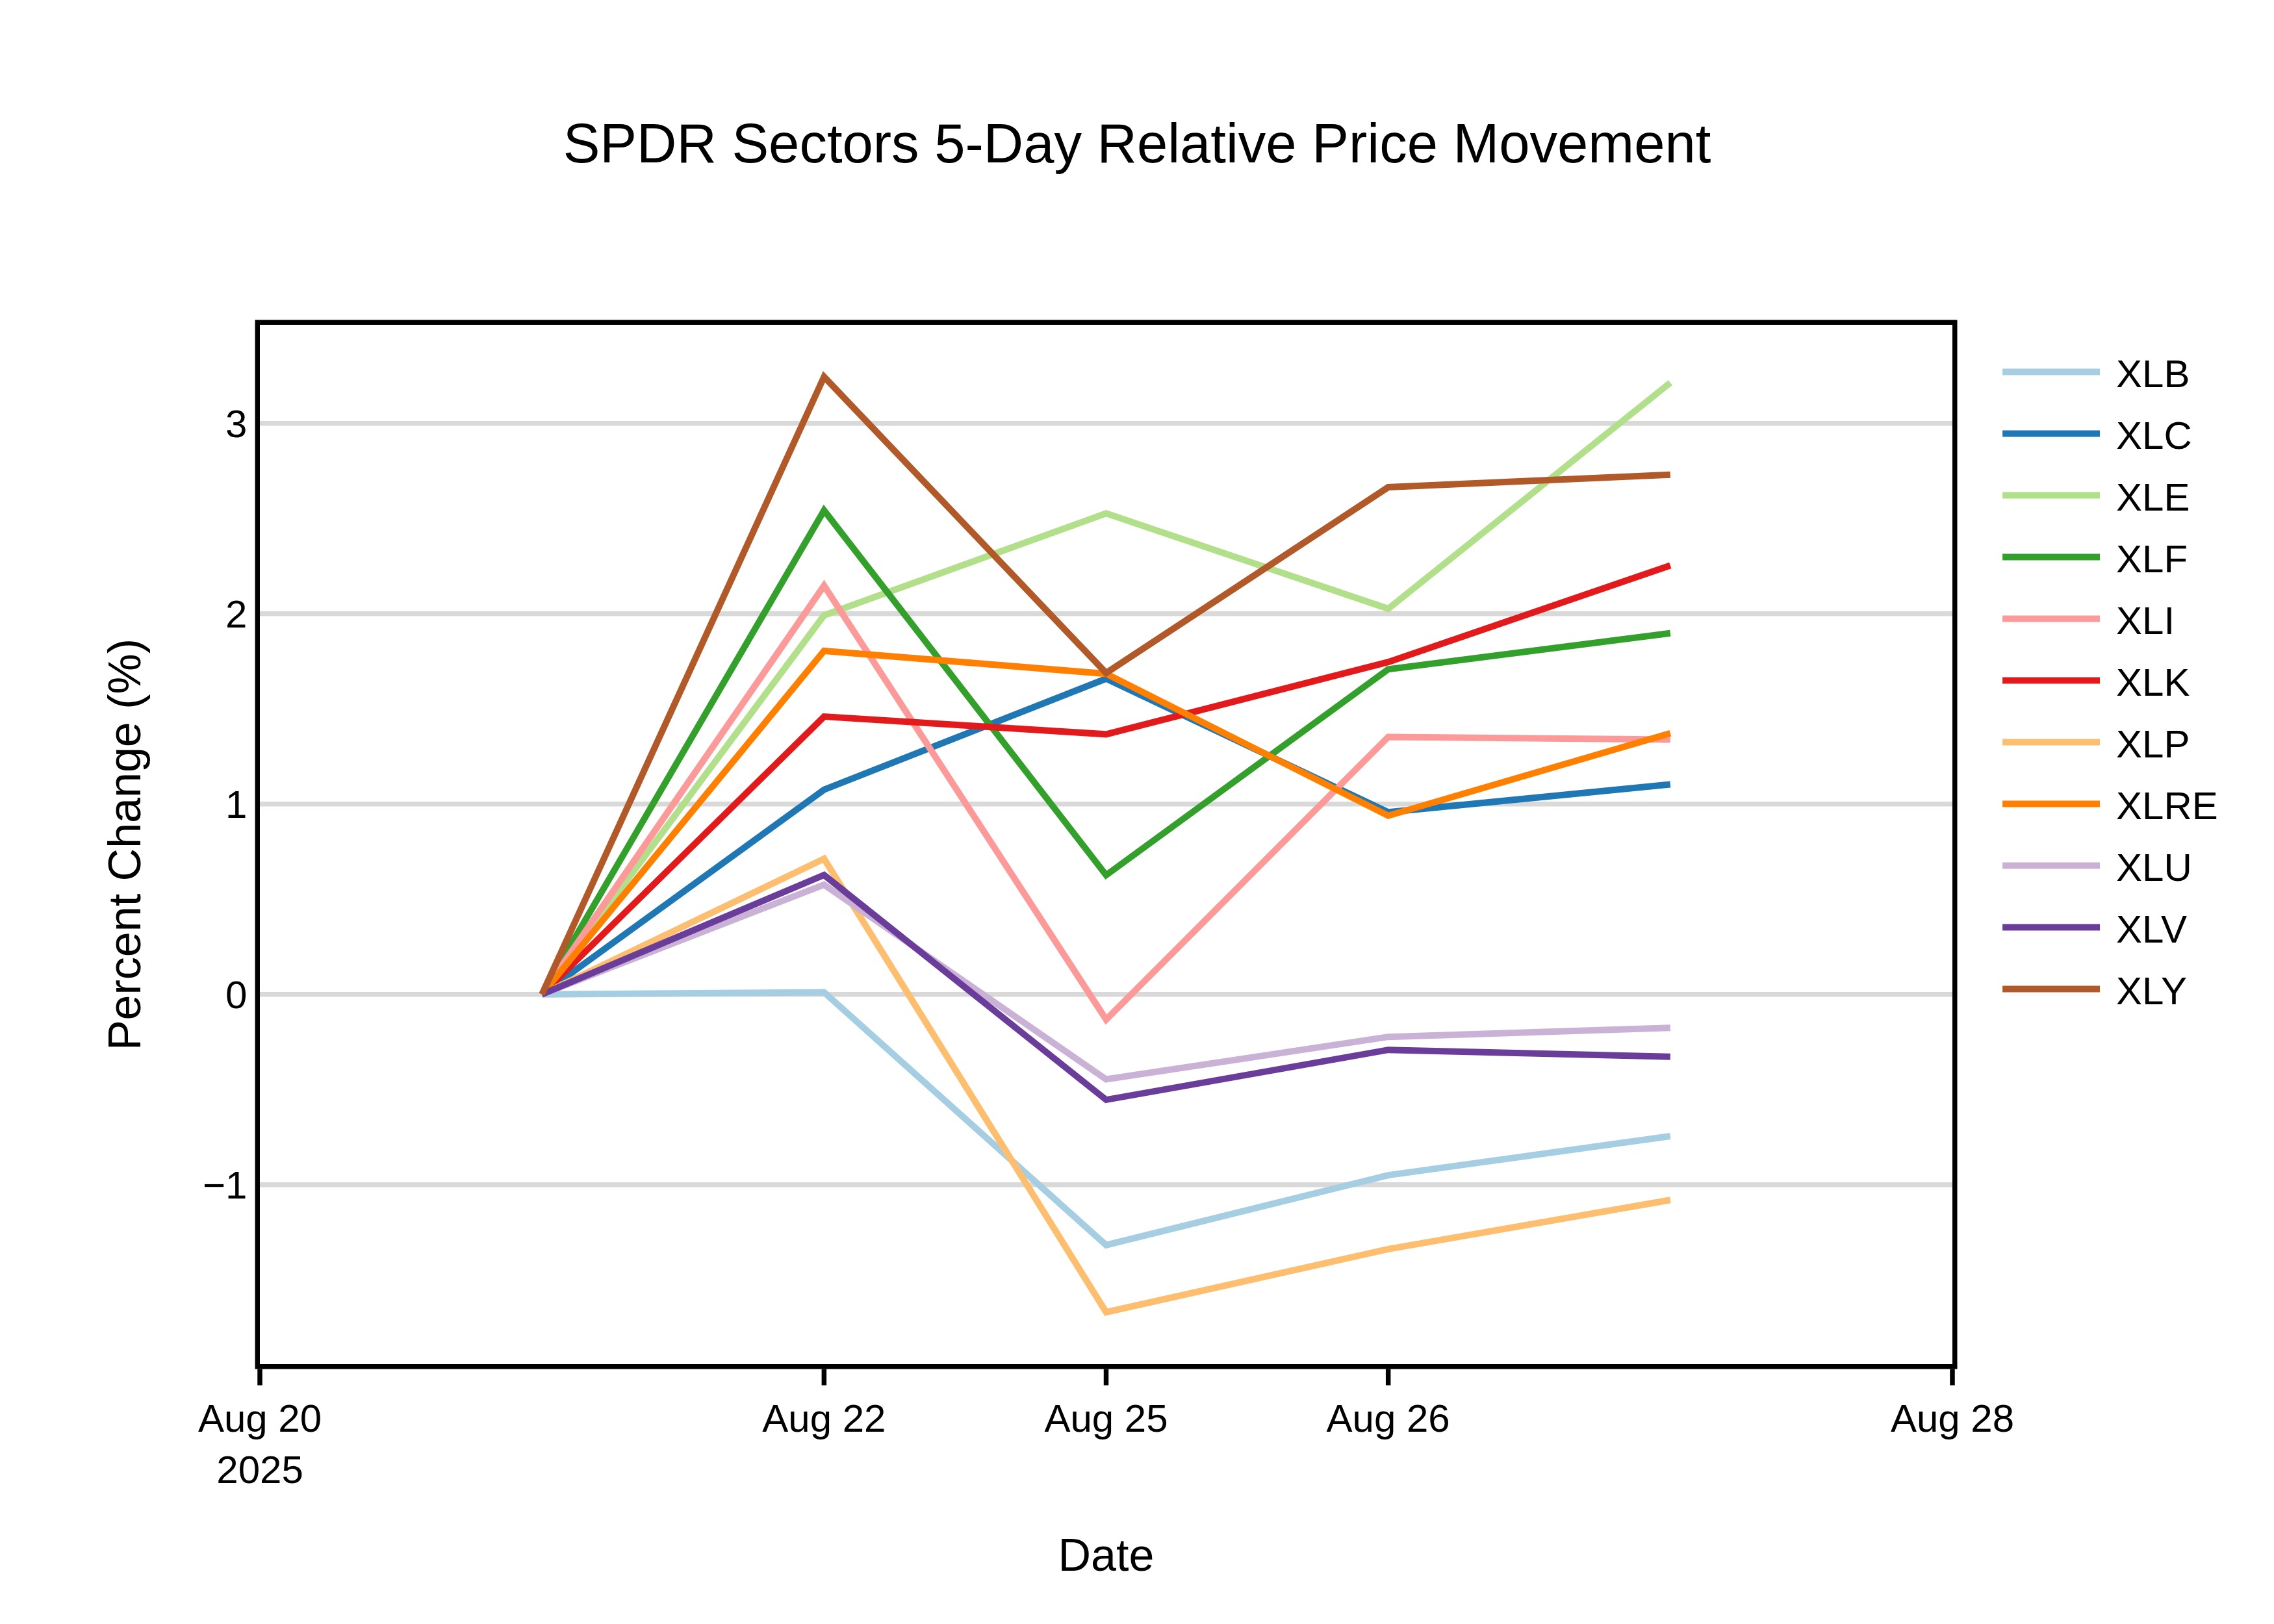 SPDR Sectors 5-Day Relative Price Movement
Percent Change (%)
3
2
1
0
−1
Aug 20
2025
Aug 22
Aug 25
Aug 26
Aug 28
Date
XLB
XLC
XLE
XLF
XLI
XLK
XLP
XLRE
XLU
XLV
XLY